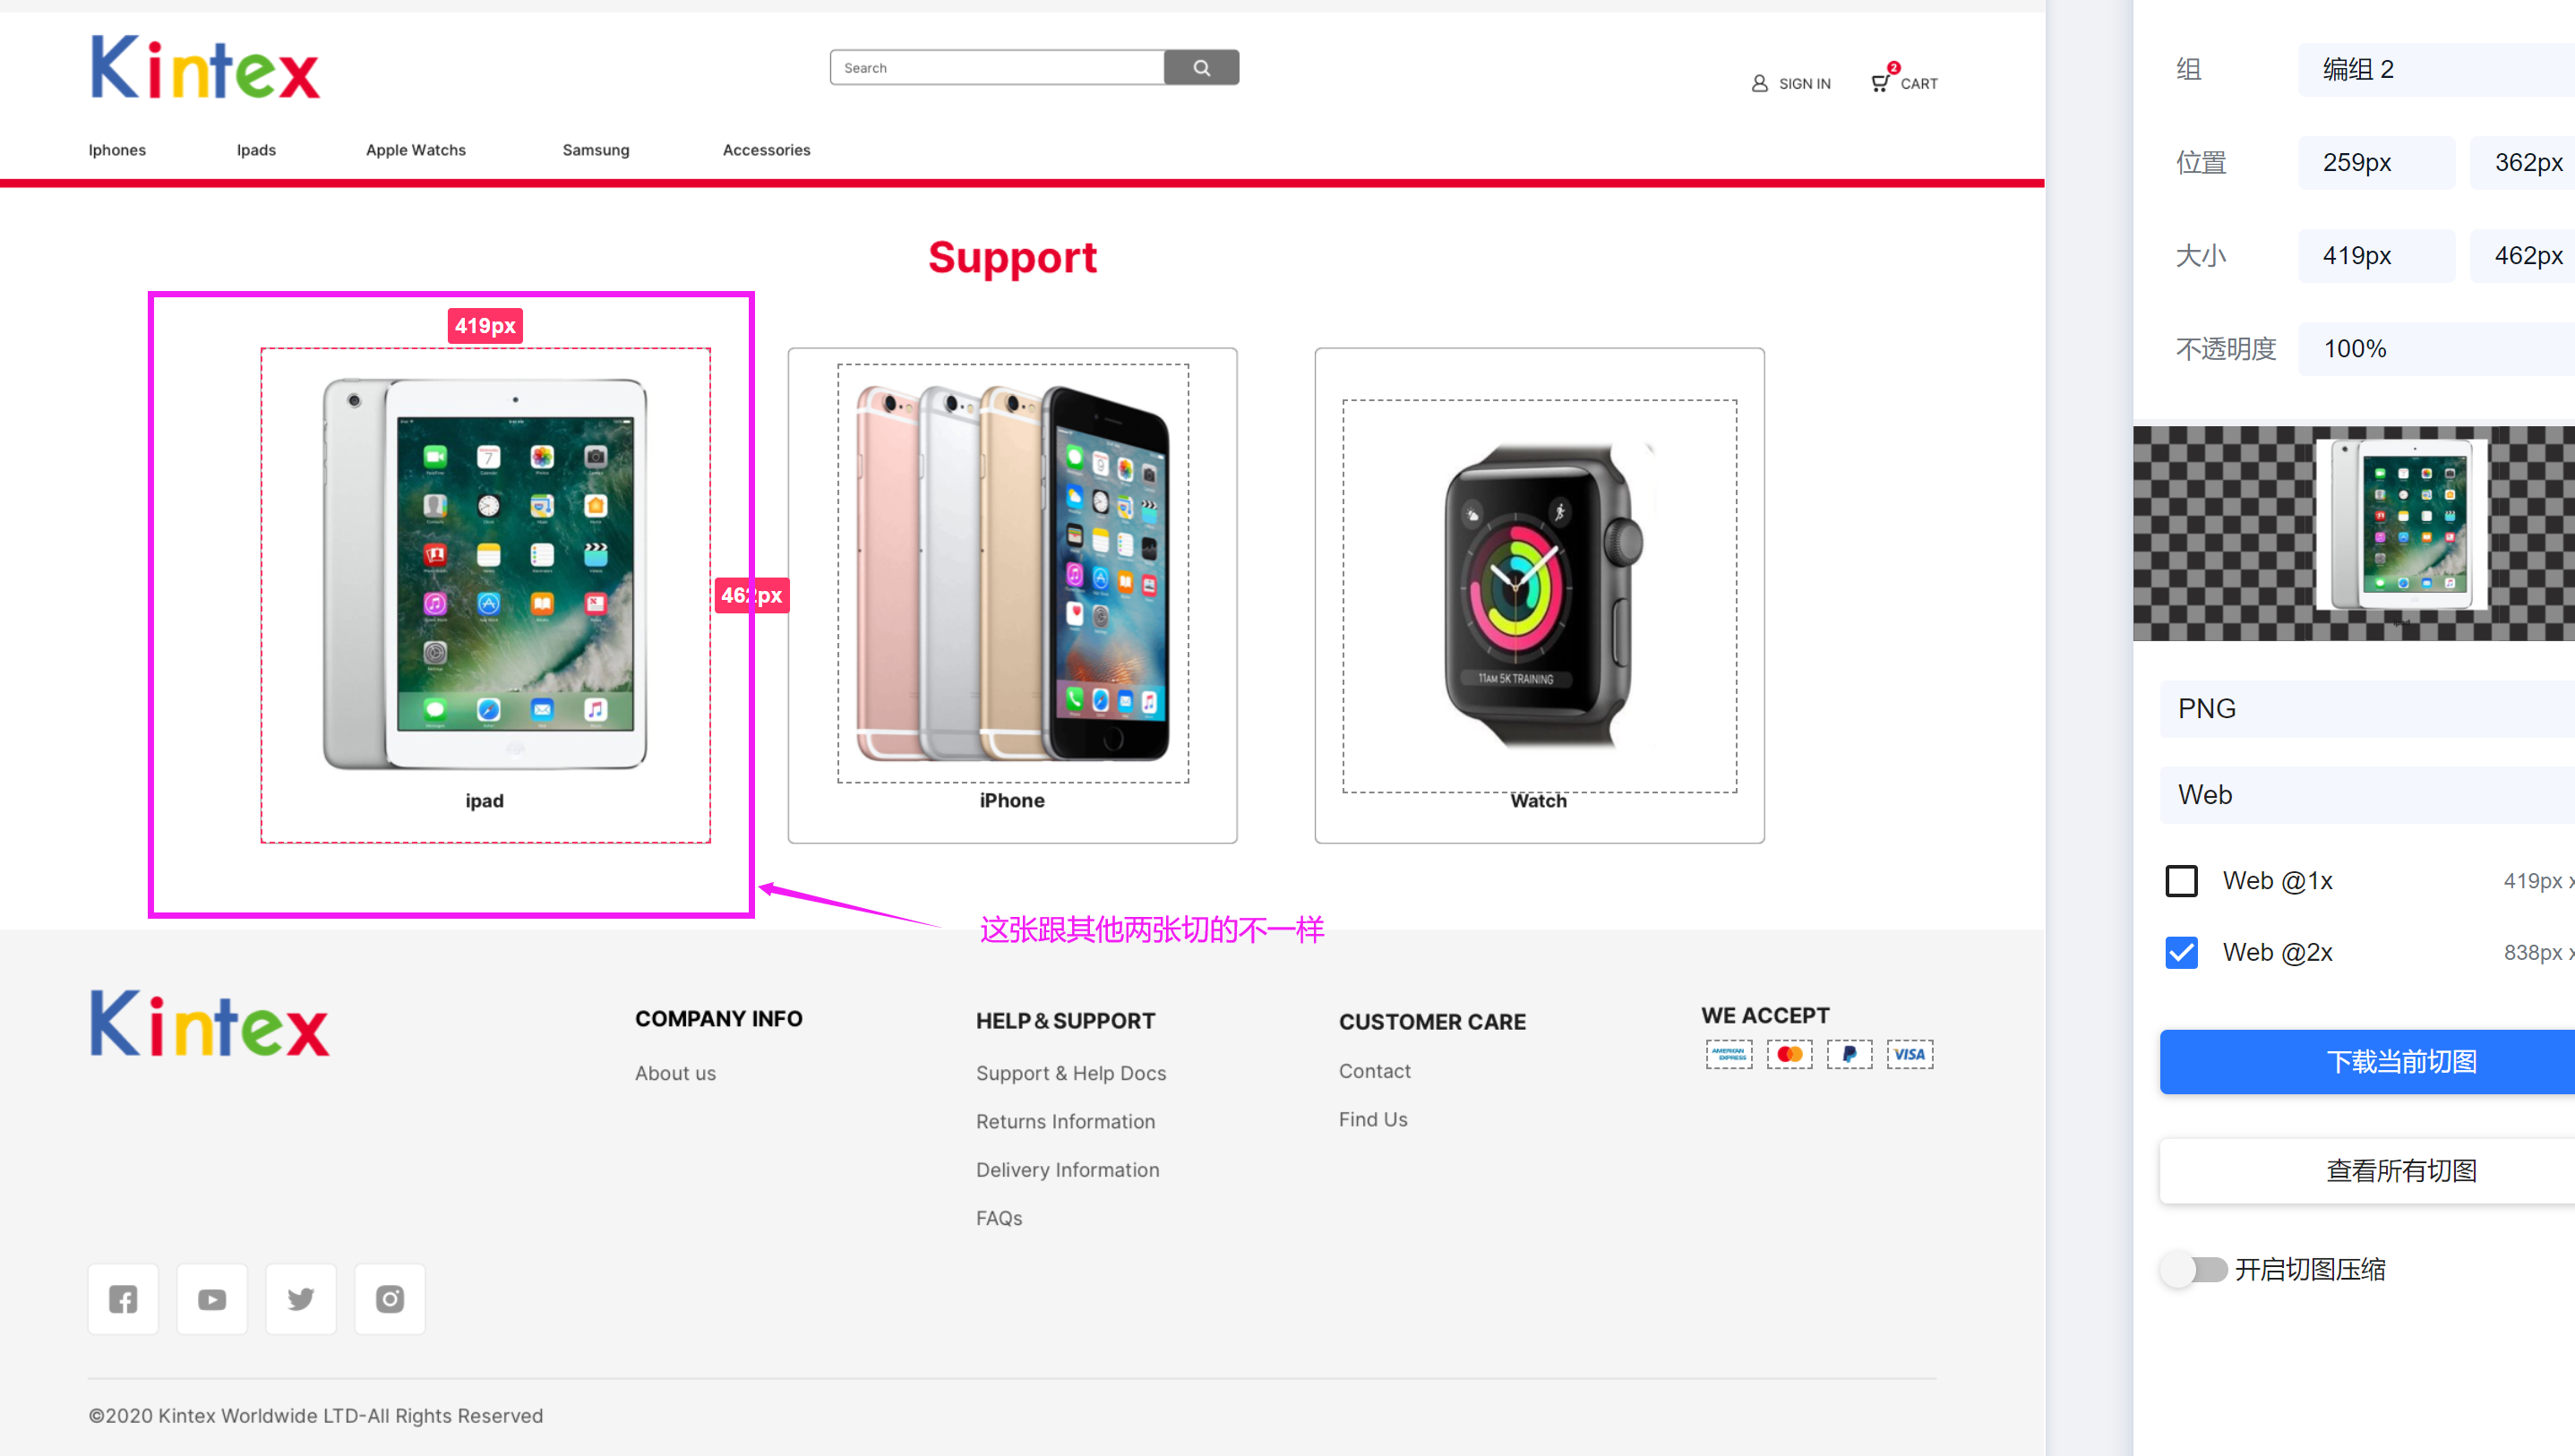 Kintex
Search
SIGN IN
2
CART
Iphones
Ipads
Apple Watchs
Samsung
Accessories
Support
419px
462px
ipad
iPhone
11AM 5K TRAINING
Watch
这张跟其他两张切的不一样
Kintex
COMPANY INFO
About us
HELP&SUPPORT
Support & Help Docs
Returns Information
Delivery Information
FAQs
CUSTOMER CARE
Contact
Find Us
WE ACCEPT
AMERICAN EXPRESS
VISA
©2020 Kintex Worldwide LTD-All Rights Reserved
组
编组 2
位置
259px
362px
大小
419px
462px
不透明度
100%
PNG
Web
Web @1x
419px x
Web @2x
838px x
下载当前切图
查看所有切图
开启切图压缩